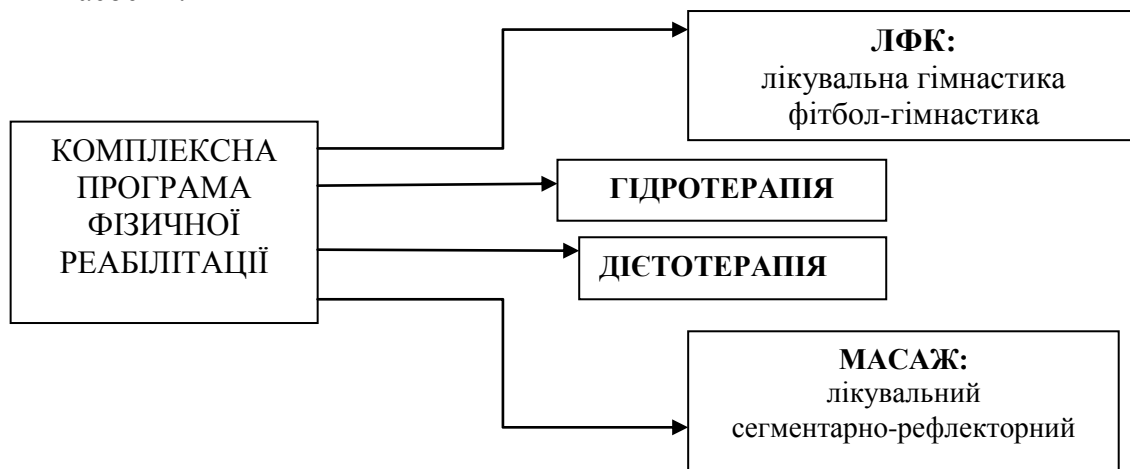 КОМПЛЕКСНА
ПРОГРАМА
ФІЗИЧНОЇ
РЕАБІЛІТАЦІЇ
ЛФК:
лікувальна гімнастика
фітбол-гімнастика
ГІДРОТЕРАПІЯ
ДІЄТОТЕРАПІЯ
МАСАЖ:
лікувальний
сегментарно-рефлекторний